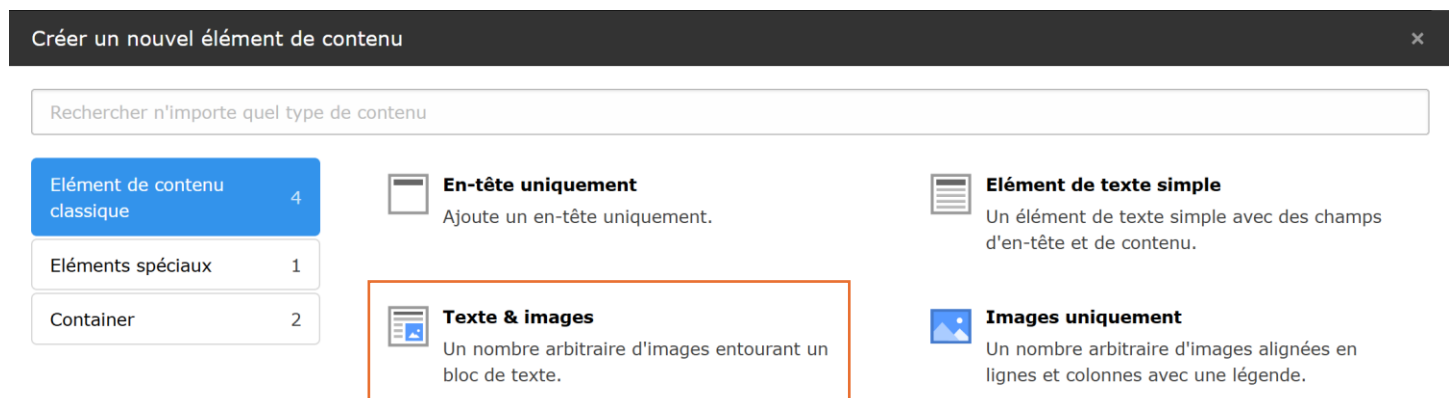 Créer un nouvel élément de contenu ×
Rechercher n'importe quel type de contenu
Elément de contenu
classique 4
Eléments spéciaux 1
Container 2
En-tête uniquement
Ajoute un en-tête uniquement.
Elément de texte simple
Un élément de texte simple avec des champs
d'en-tête et de contenu.
Texte & images
Un nombre arbitraire d'images entourant un
bloc de texte.
Images uniquement
Un nombre arbitraire d'images alignées en
lignes et colonnes avec une légende.